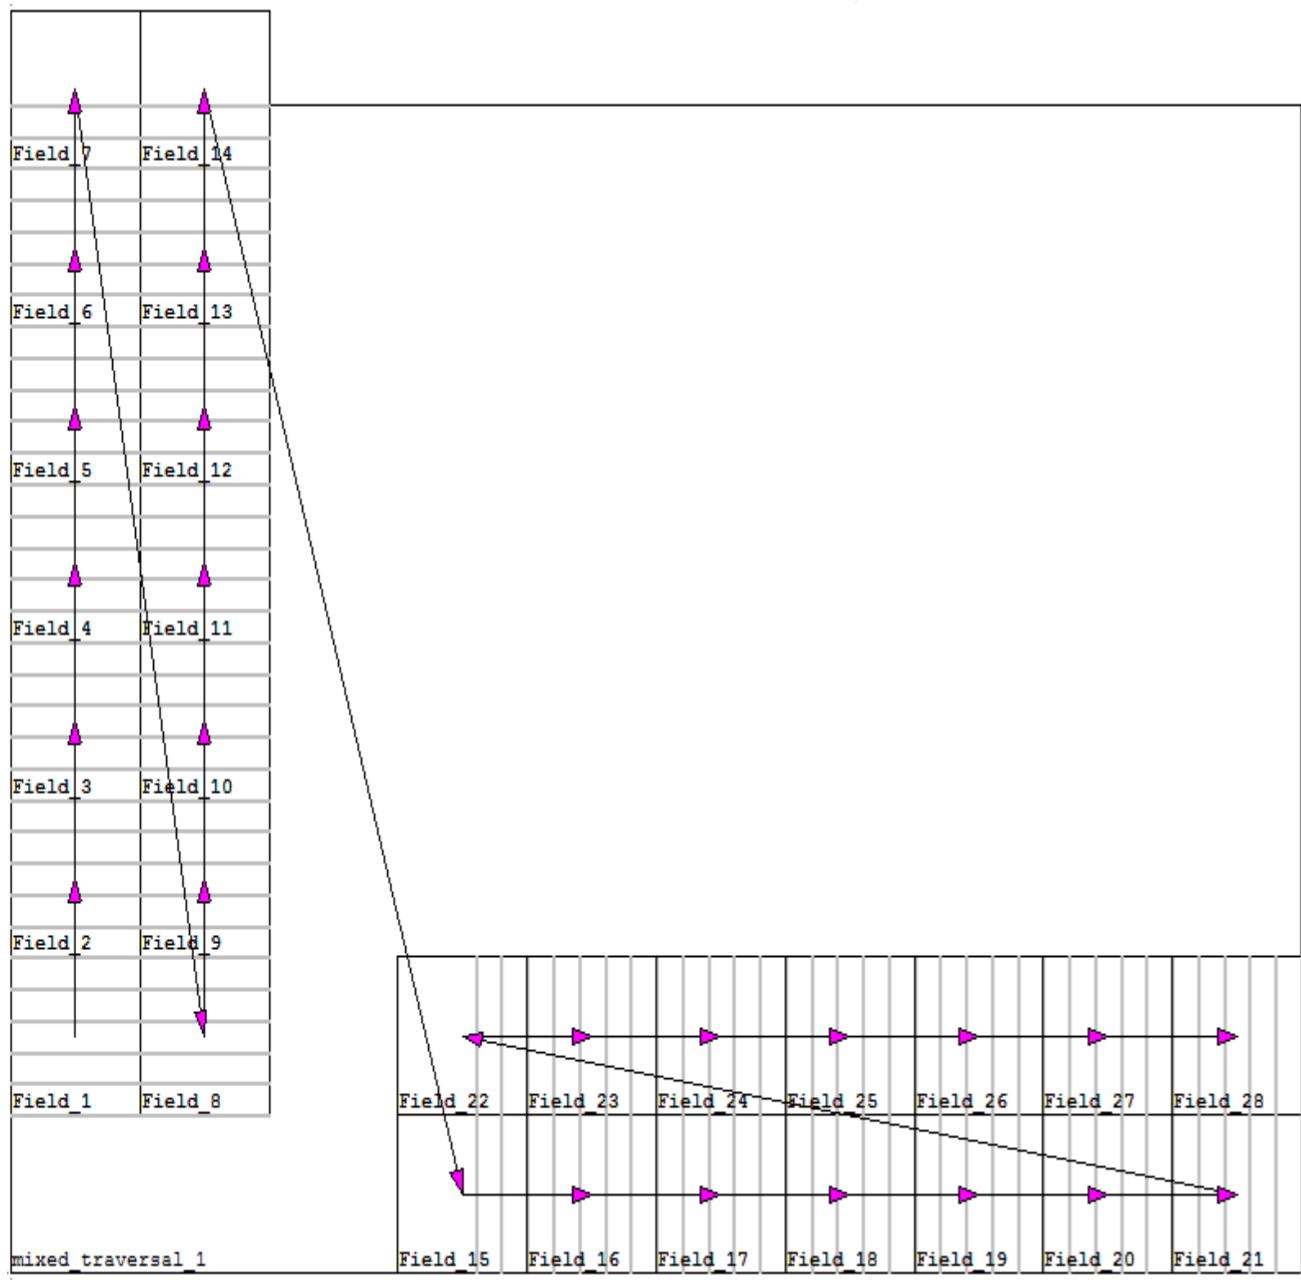 Field_7 Field_14
Field_6 Field_13
Field_5 Field_12
Field_4 Field_11
Field_3 Field_10
Field_2 Field_9
Field_1 Field_8 Field_22 Field_23 Field_24 Field_25 Field_26 Field_27 Field_28
mixed_traversal_1 Field_15 Field_16 Field_17 Field_18 Field_19 Field_20 Field_21